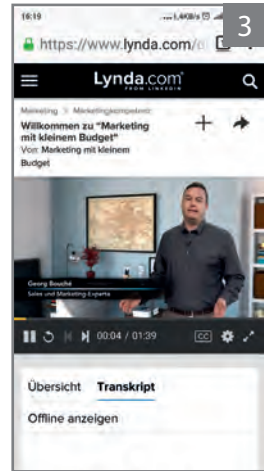 3
16:19 1,4KB/s
https://www.lynda.com/
Lynda.com
FROM LINKEDIN
Marketing > Marketingkompetenz
Willkommen zu "Marketing
mit kleinem Budget"
Von: Marketing mit kleinem
Budget
Georg Bouché
Sales und Marketing Experte
00:04 / 01:39 CC
Übersicht Transkript
Offline anzeigen